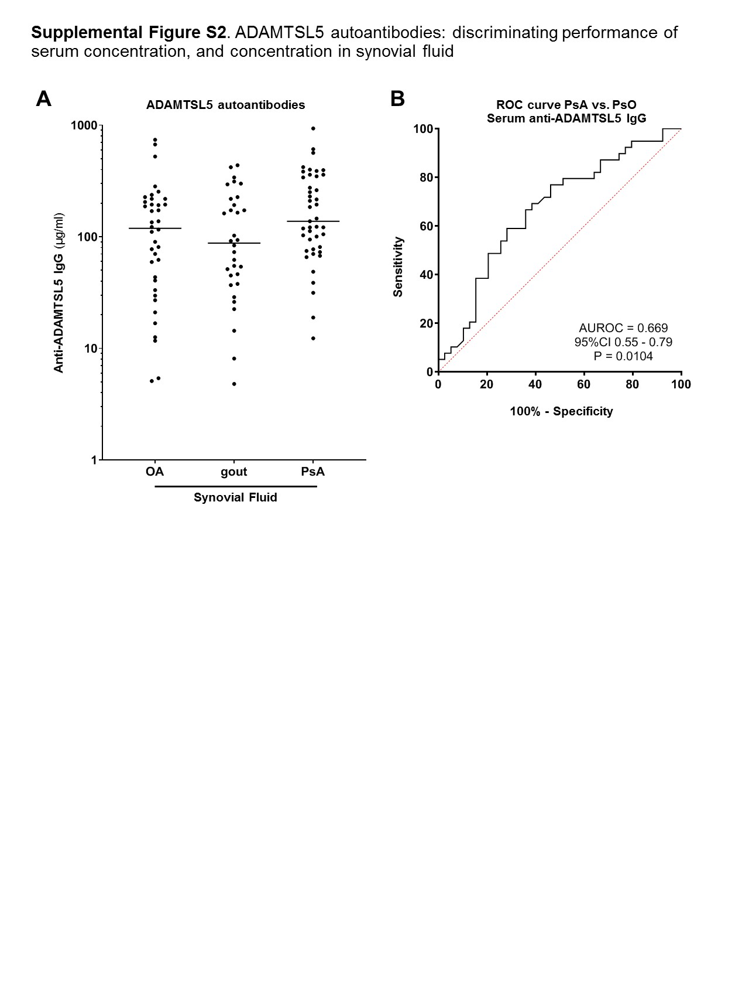 Supplemental Figure S2. ADAMTSL5 autoantibodies: discriminating performance of
serum concentration, and concentration in synovial fluid
A
ADAMTSL5 autoantibodies
Anti-ADAMTSL5 IgG (µg/ml)
1000
100
10
1
OA gout PsA
Synovial Fluid
B
ROC curve PsA vs. PsO
Serum anti-ADAMTSL5 IgG
Sensitivity
100
80
60
40
20
0
AUROC = 0.669
95%CI 0.55 - 0.79
P = 0.0104
0 20 40 60 80 100
100% - Specificity